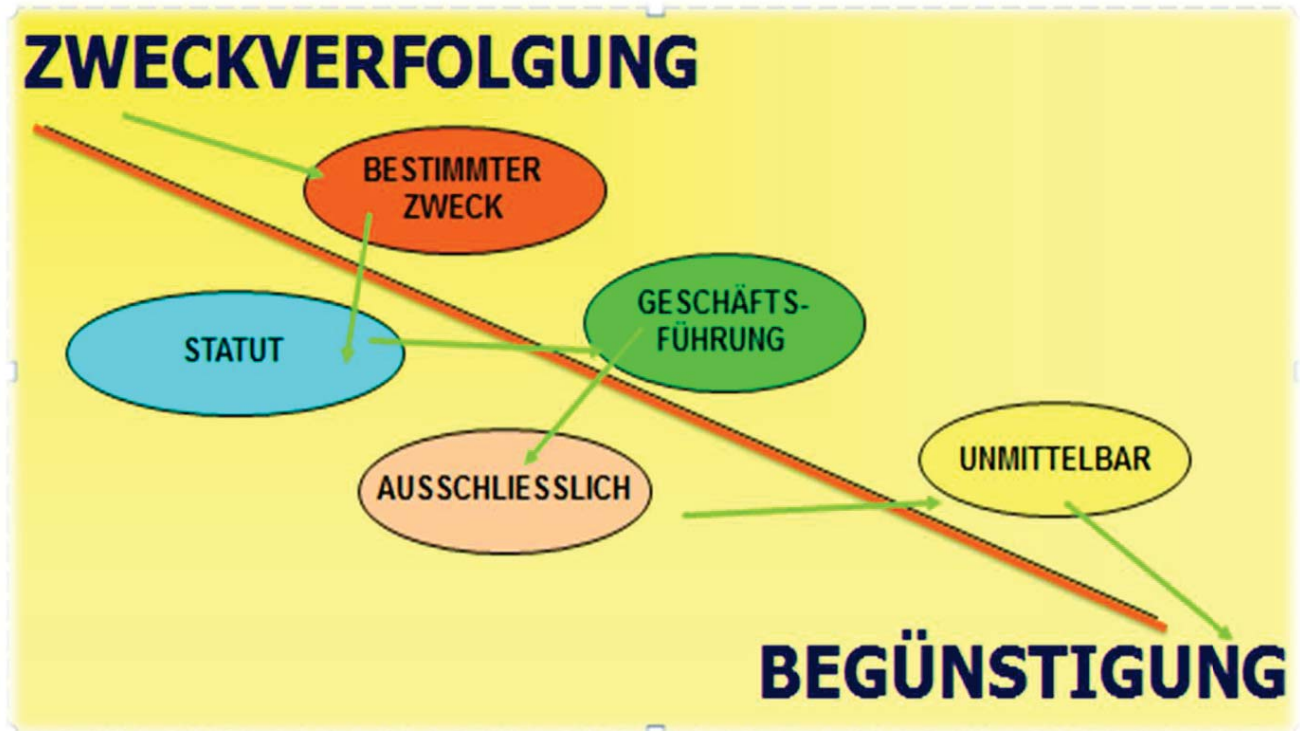 ZWECKVERFOLGUNG
BESTIMMTER
ZWECK
STATUT
GESCHÄFTS-
FÜHRUNG
AUSSCHLIESSLICH
UNMITTELBAR
BEGÜNSTIGUNG